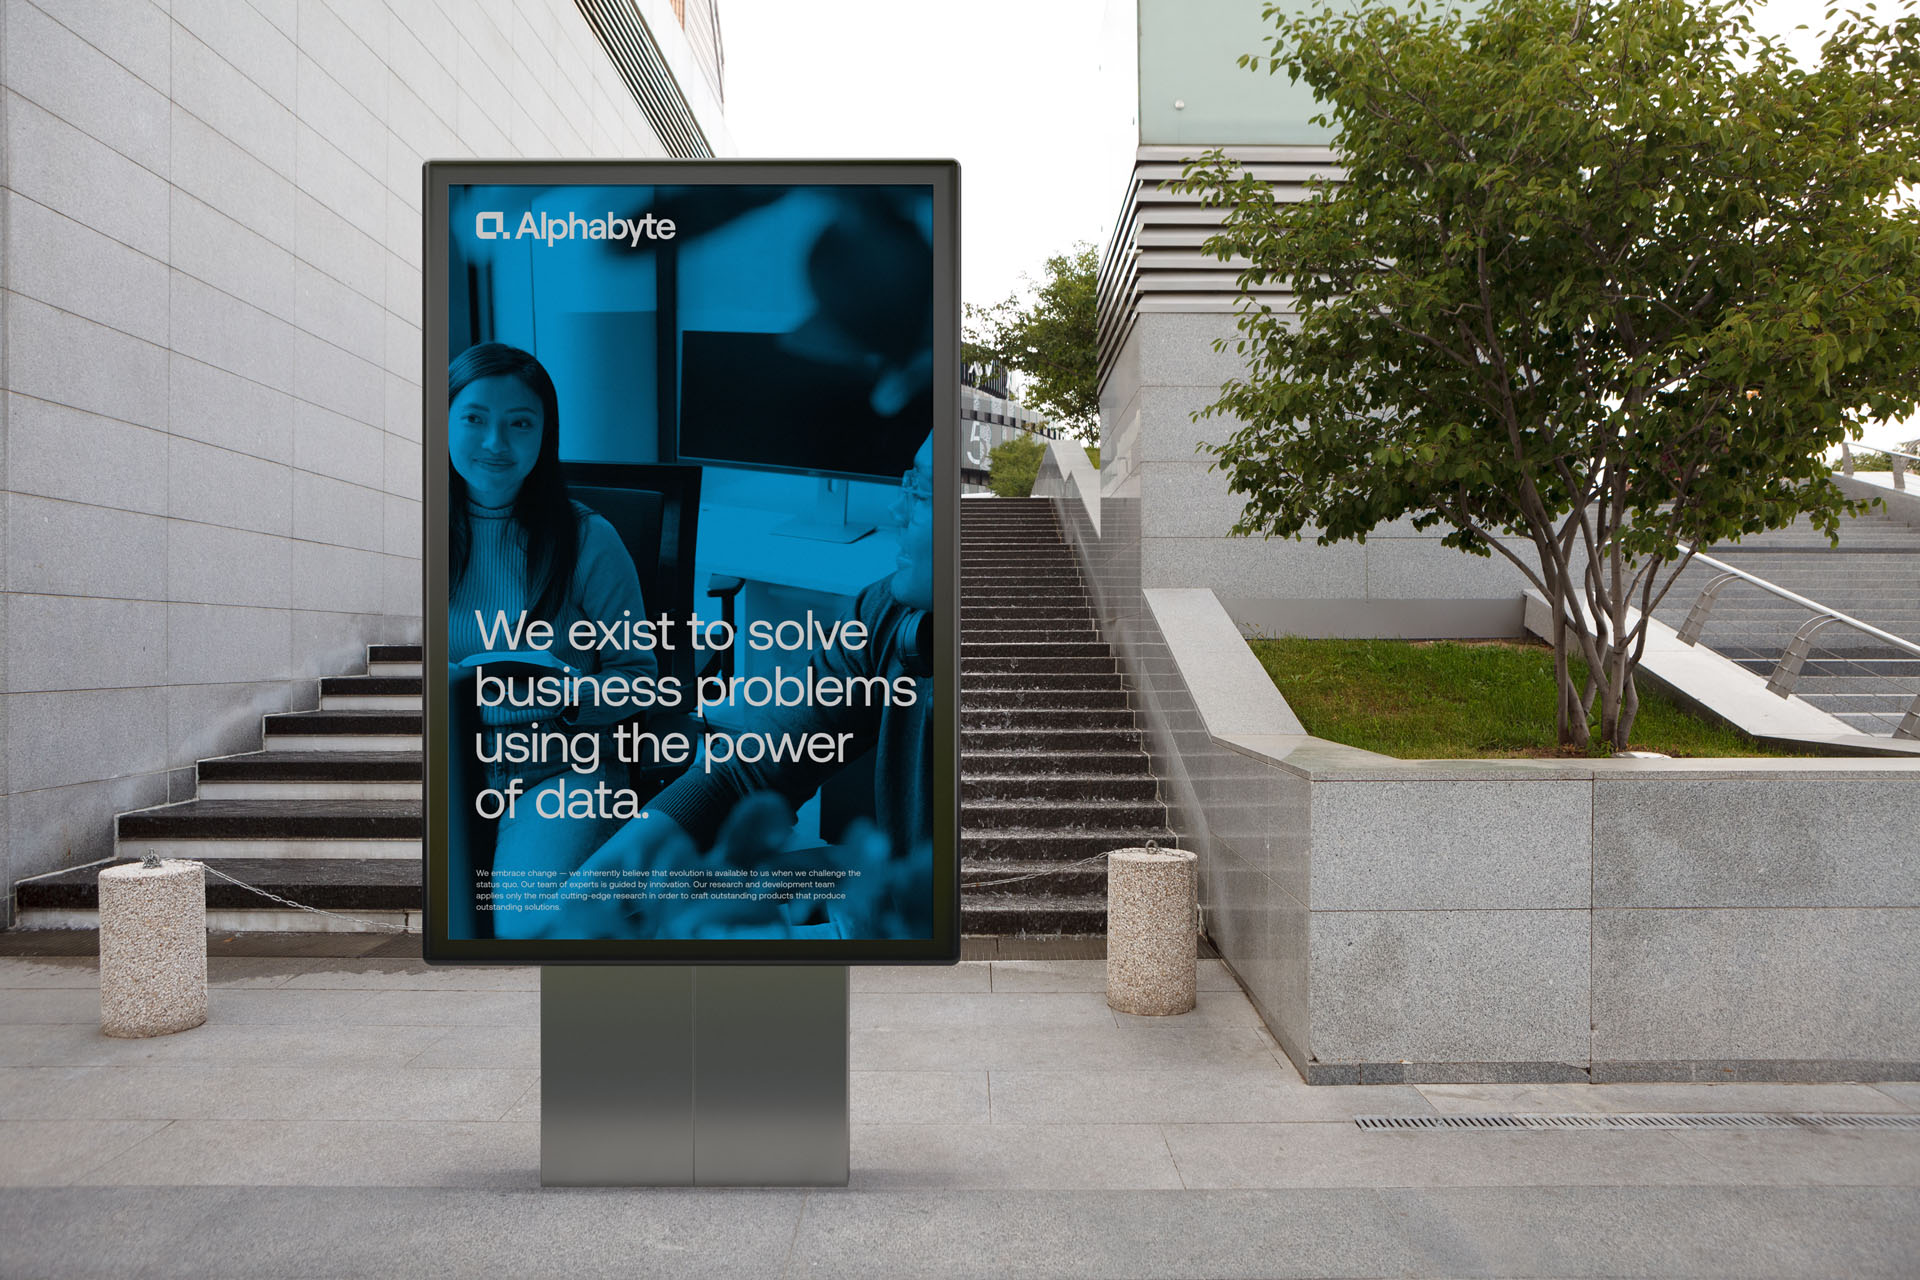 Alphabyte
We exist to solve
business problems
using the power
of data.
We embrace change — we inherently believe that evolution is available to us when we challenge the
status quo. Our team of experts is guided by innovation. Our research and development team
applies only the most cutting-edge research in order to craft outstanding products that produce
outstanding solutions.
5